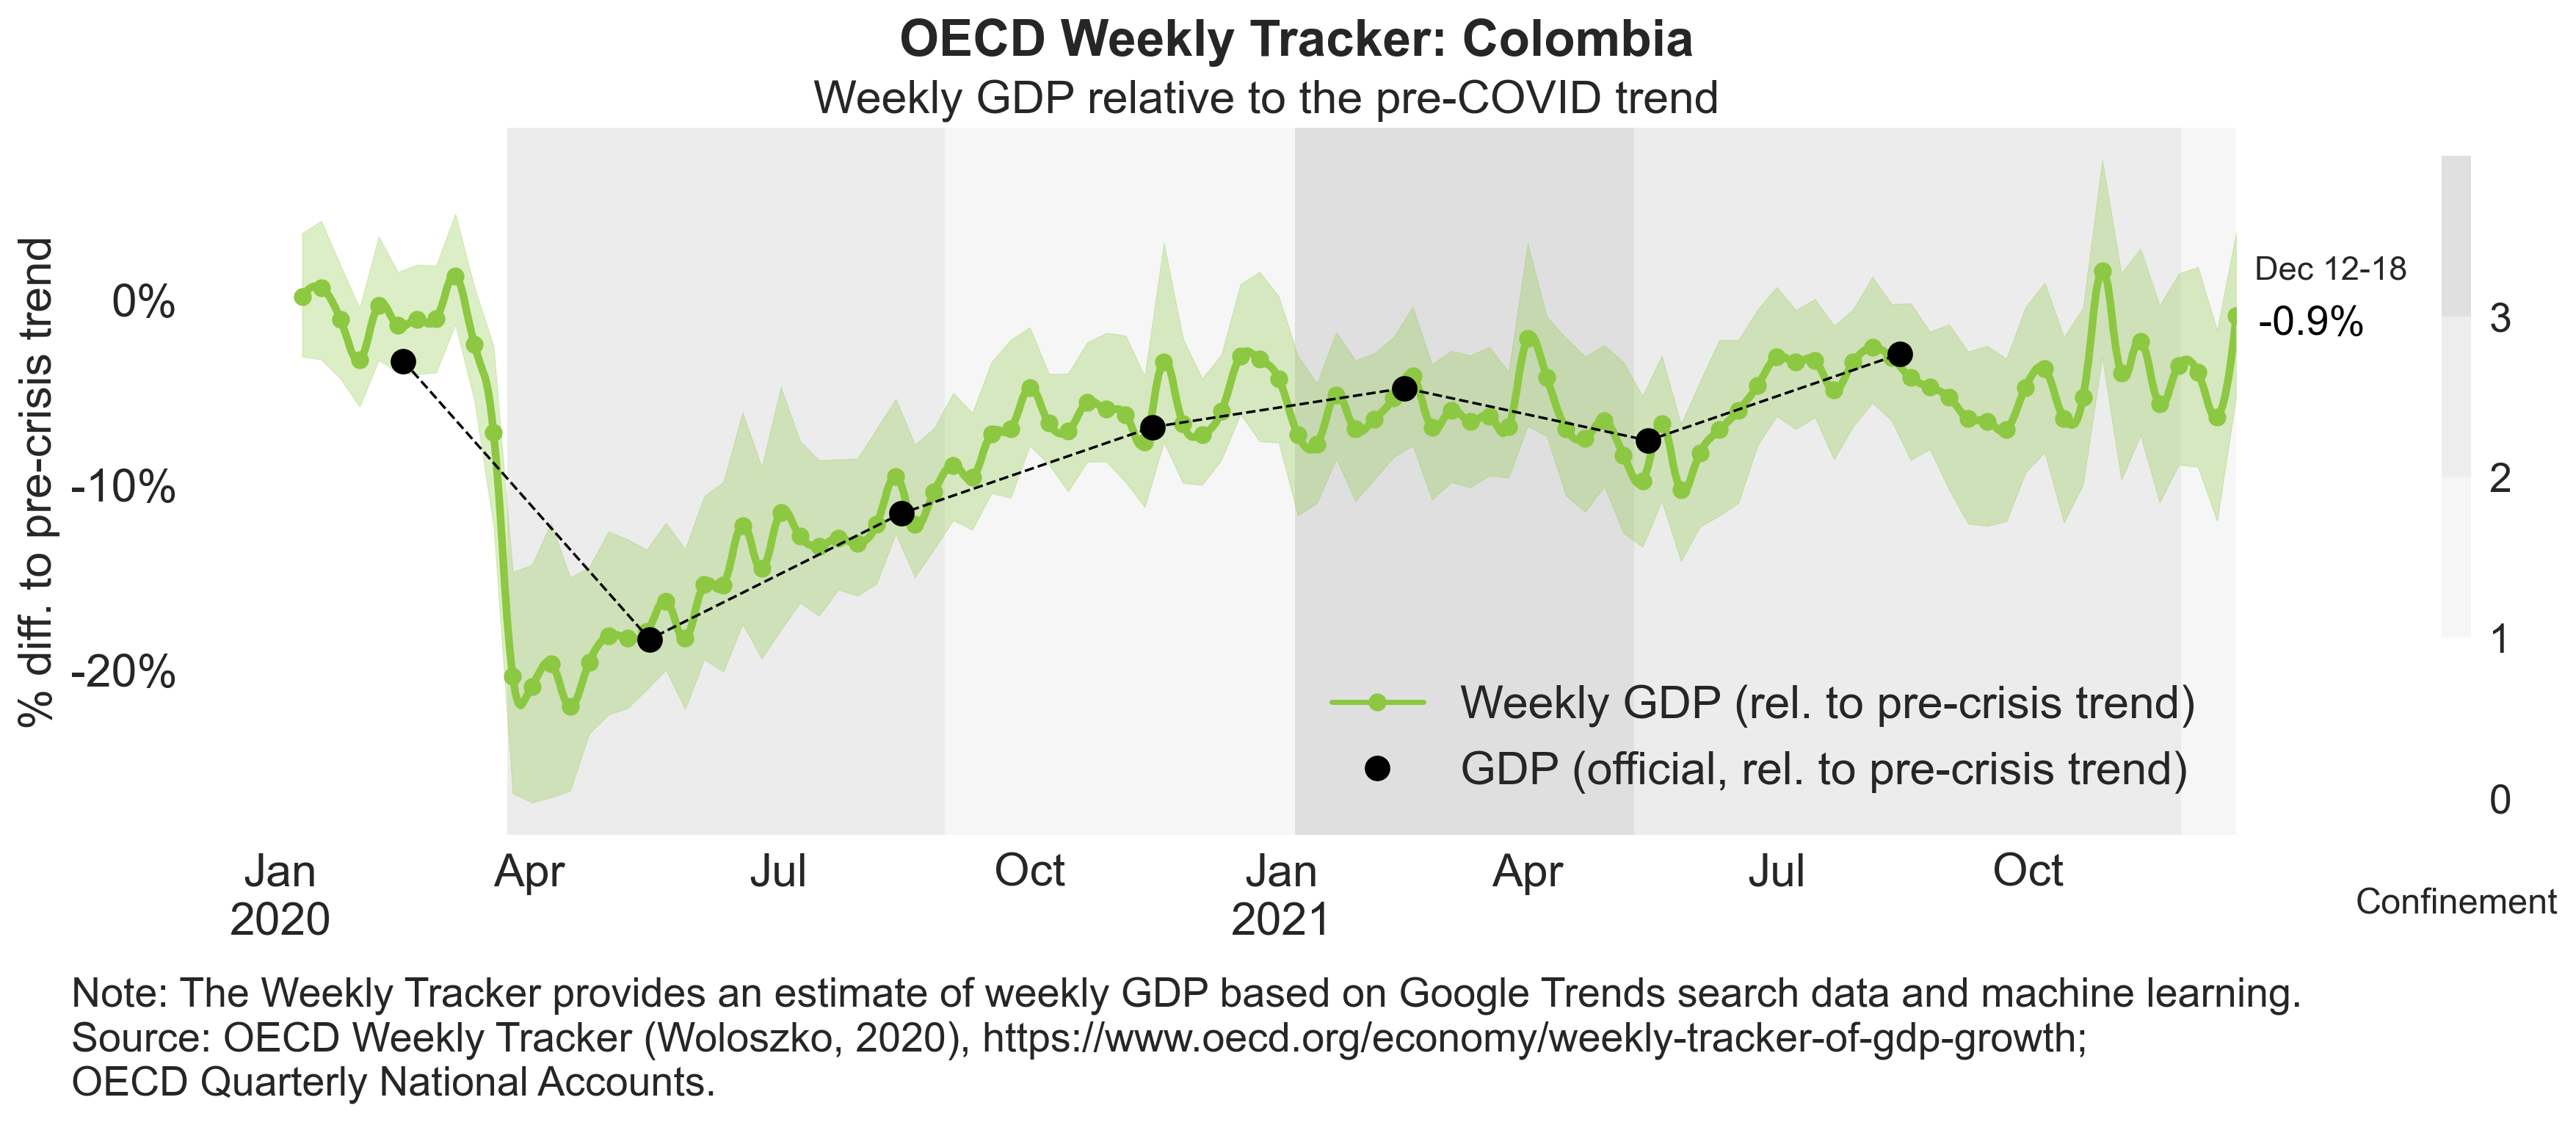 OECD Weekly Tracker: Colombia
Weekly GDP relative to the pre-COVID trend
% diff. to pre-crisis trend
0%
-10%
-20%
Dec 12-18
-0.9%
3
2
1
0
Confinement
Weekly GDP (rel. to pre-crisis trend)
GDP (official, rel. to pre-crisis trend)
Jan Apr Jul Oct Jan Apr Jul Oct
2020 2021
Note: The Weekly Tracker provides an estimate of weekly GDP based on Google Trends search data and machine learning.
Source: OECD Weekly Tracker (Woloszko, 2020), https://www.oecd.org/economy/weekly-tracker-of-gdp-growth;
OECD Quarterly National Accounts.